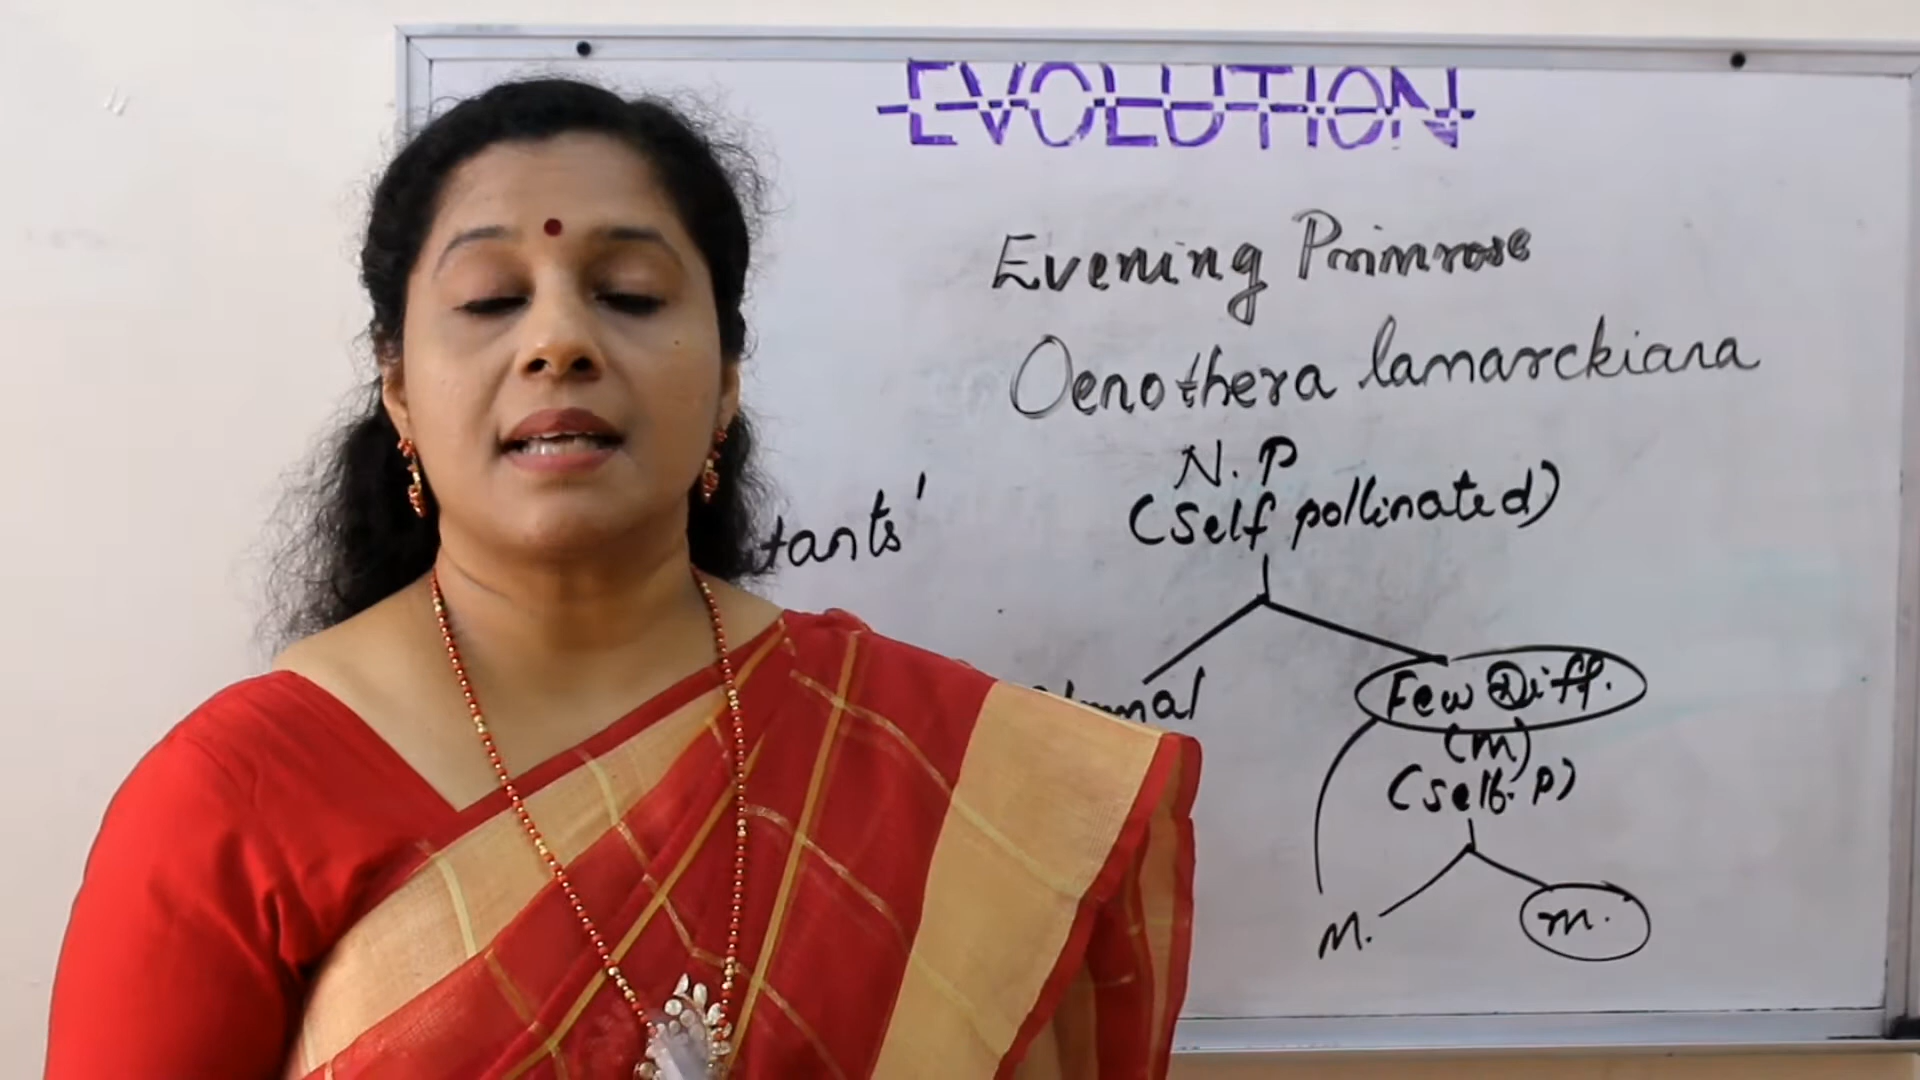 EVOLUTION
Evening Primrose
Oenothera lamarckiana
N.P
(Self pollinated)
tants'
Few Diff.
(m)
(self. P)
M.
m.